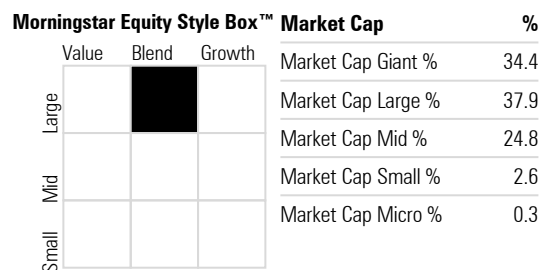 Morningstar Equity Style Box™
Value Blend Growth
Large
Mid
Small
Market Cap %
Market Cap Giant % 34.4
Market Cap Large % 37.9
Market Cap Mid % 24.8
Market Cap Small % 2.6
Market Cap Micro % 0.3